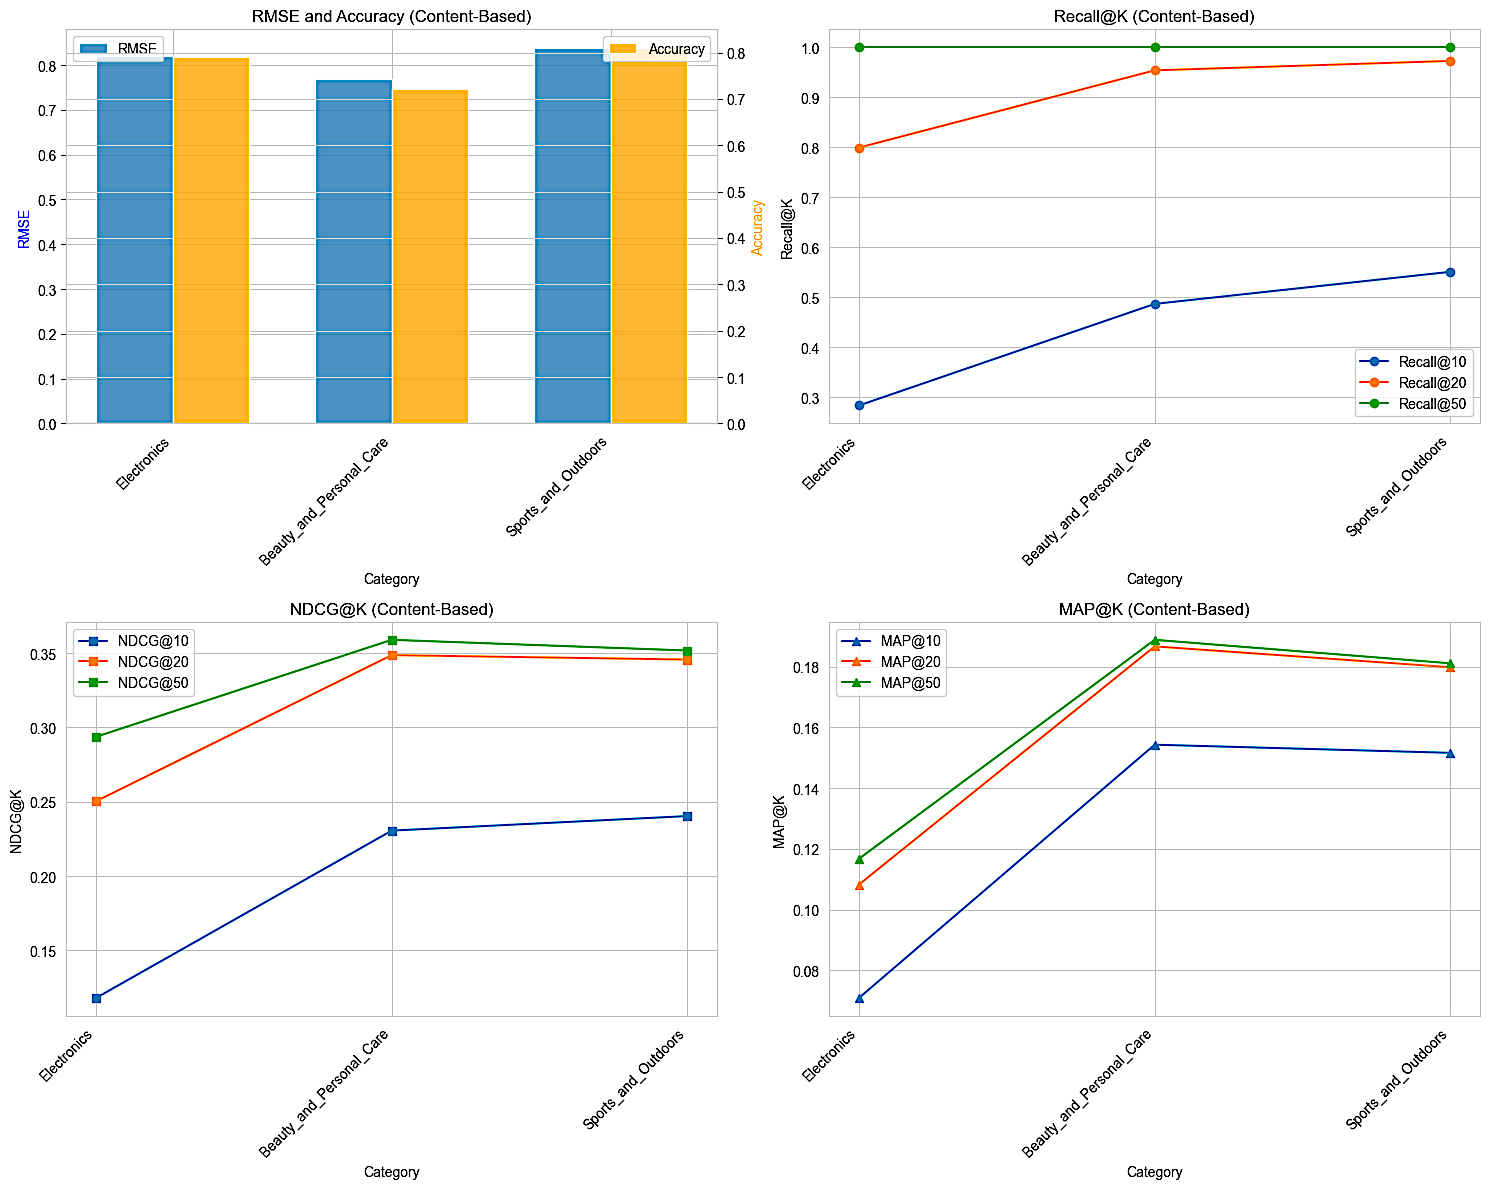 RMSE and Accuracy (Content-Based)
RMSE
Accuracy
0.8
0.7
0.6
0.5
0.4
0.3
0.2
0.1
0.0
RMSE
0.8
0.7
0.6
0.5
0.4
0.3
0.2
0.1
0.0
Accuracy
Electronics
Beauty_and_Personal_Care
Sports_and_Outdoors
Category
Recall@K (Content-Based)
1.0
0.9
0.8
0.7
0.6
0.5
0.4
0.3
Recall@K
Recall@10
Recall@20
Recall@50
Electronics
Beauty_and_Personal_Care
Sports_and_Outdoors
Category
NDCG@K (Content-Based)
NDCG@10
NDCG@20
NDCG@50
0.35
0.30
0.25
0.20
0.15
NDCG@K
Electronics
Beauty_and_Personal_Care
Sports_and_Outdoors
Category
MAP@K (Content-Based)
MAP@10
MAP@20
MAP@50
0.18
0.16
0.14
0.12
0.10
0.08
MAP@K
Electronics
Beauty_and_Personal_Care
Sports_and_Outdoors
Category